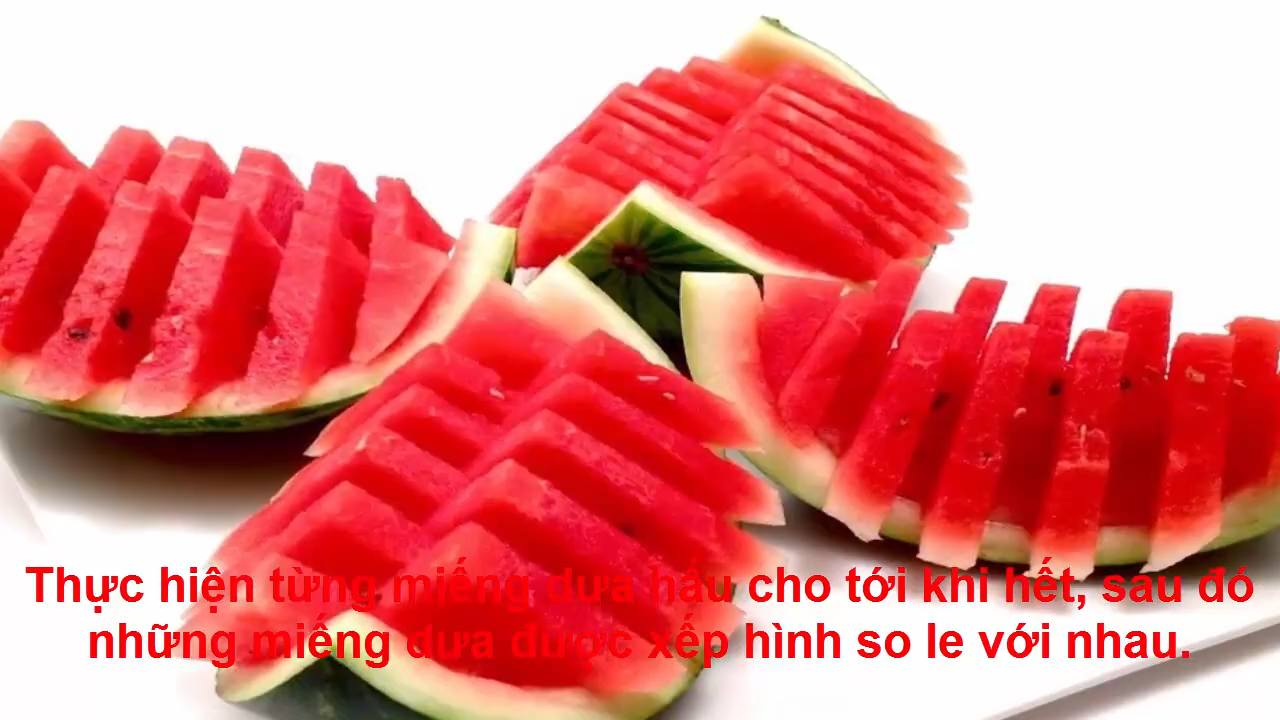 Thực hiện từng miếng dưa hấu cho tới khi hết, sau đó
những miếng dưa được xếp hình so le với nhau.